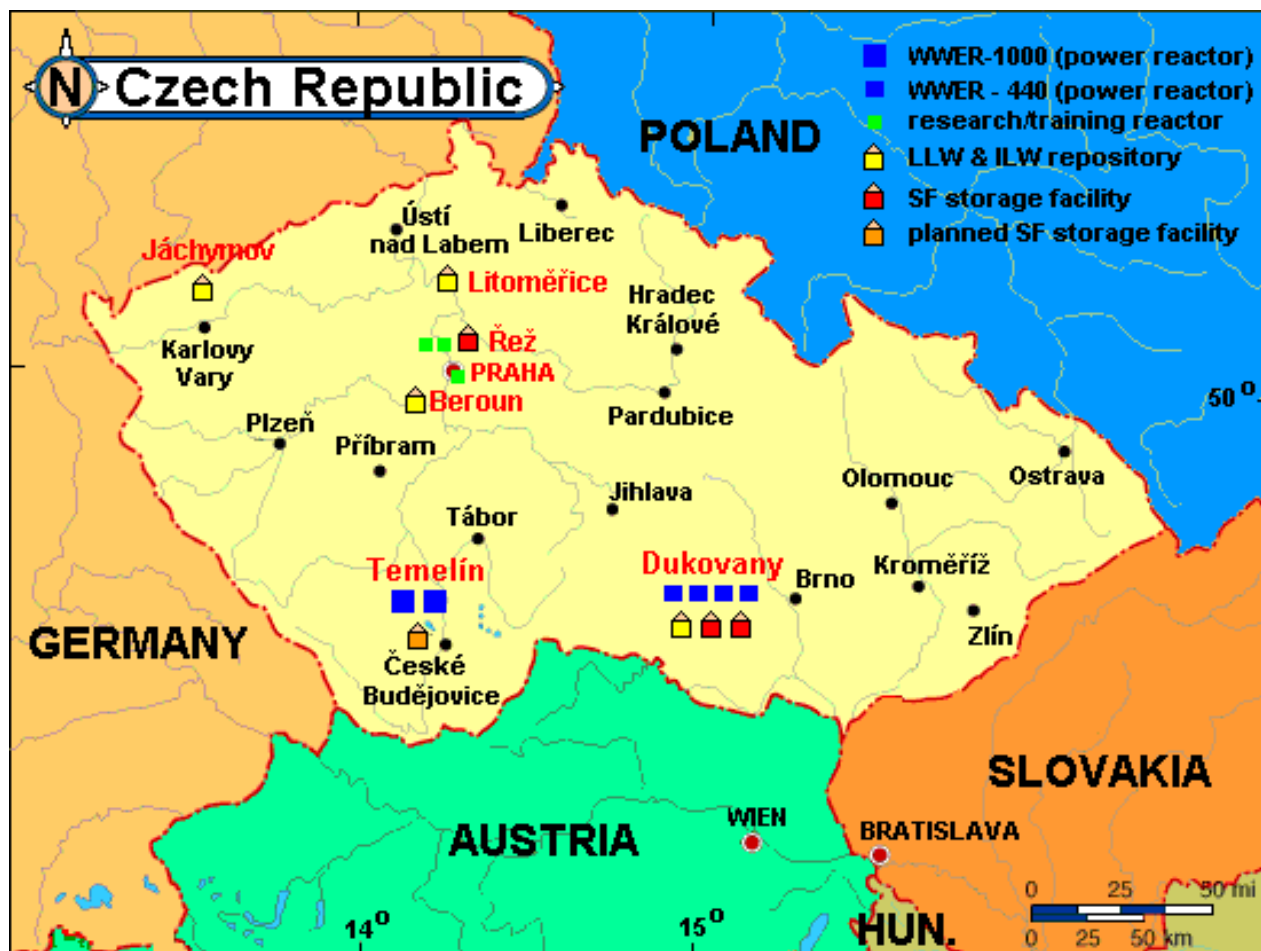 N Czech Republic
WWER-1000 (power reactor)
WWER - 440 (power reactor)
research/training reactor
LLW & ILW repository
SF storage facility
planned SF storage facility
POLAND
Ústí
nad Labem
Liberec
Jáchymov
Litoměřice
Hradec
Králové
Karlovy
Vary
Řež
PRAHA
Beroun
Pardubice
50 º
Plzeň
Příbram
Jihlava
Olomouc
Ostrava
Tábor
Temelín
Dukovany
Brno
Kroměříž
Zlín
GERMANY
České
Budějovice
SLOVAKIA
AUSTRIA
WIEN
BRATISLAVA
0 25 50 mi
0 25 50 km
14 º
15 º
HUN.